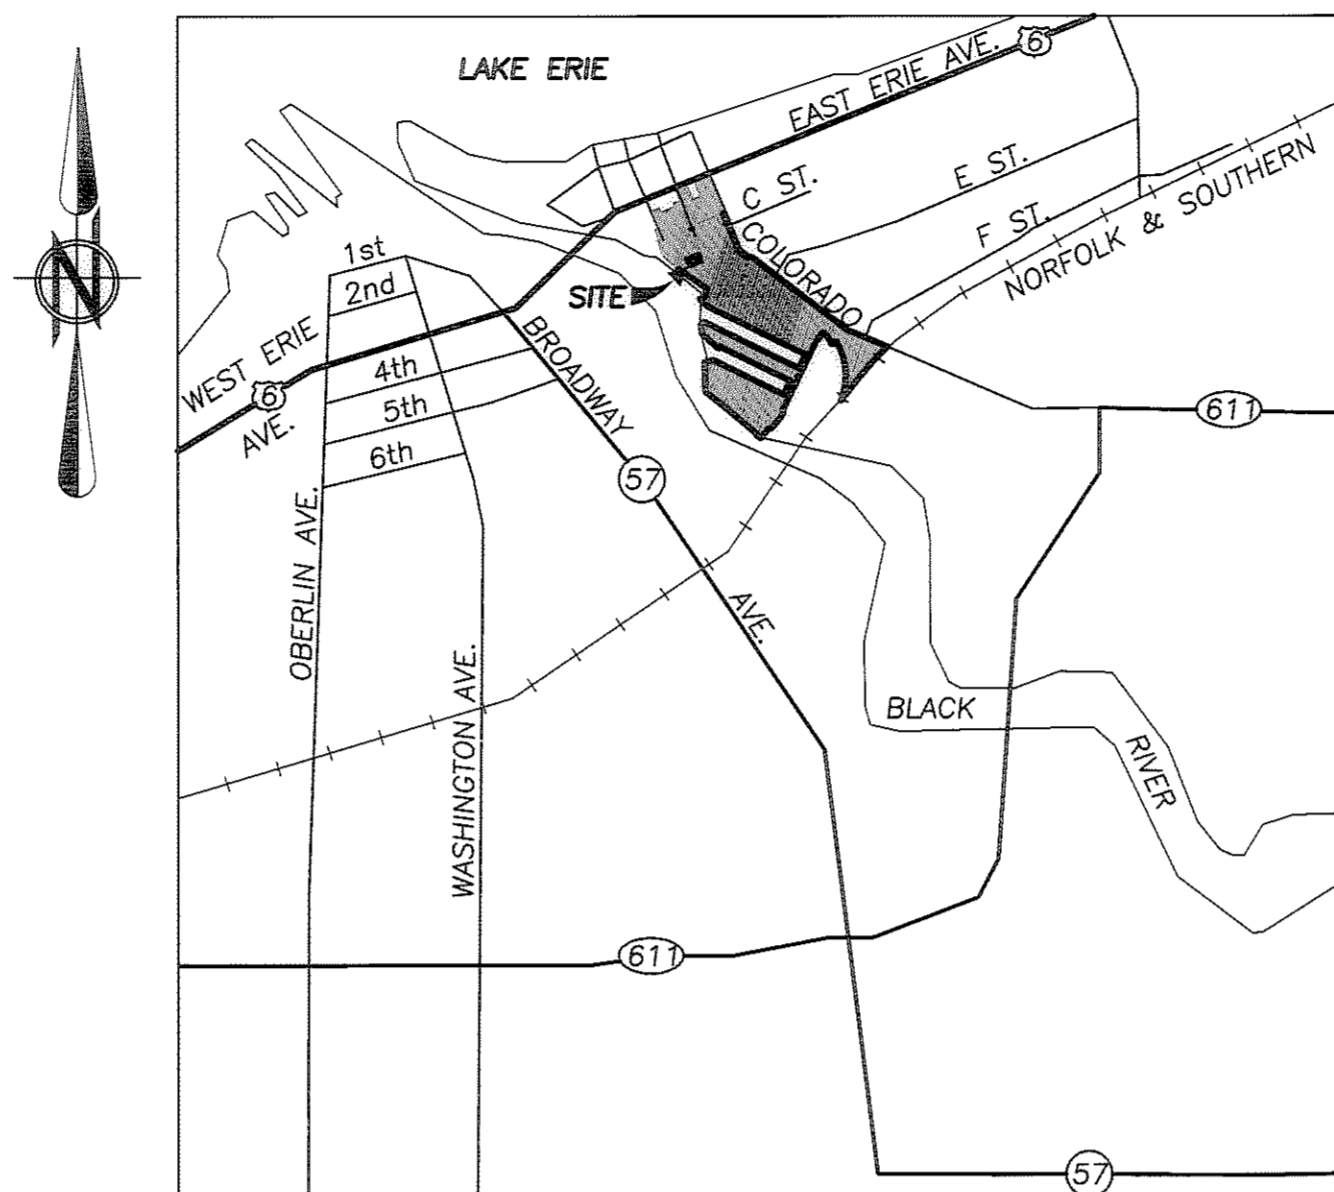 LAKE ERIE
EAST ERIE AVE.
6
C ST.
E ST.
F ST.
NORFOLK & SOUTHERN
COLORADO
N
1st
2nd
SITE
WEST ERIE
6
AVE.
4th
5th
6th
BROADWAY
611
57
OBERLIN AVE.
AVE.
WASHINGTON AVE.
BLACK
RIVER
611
57